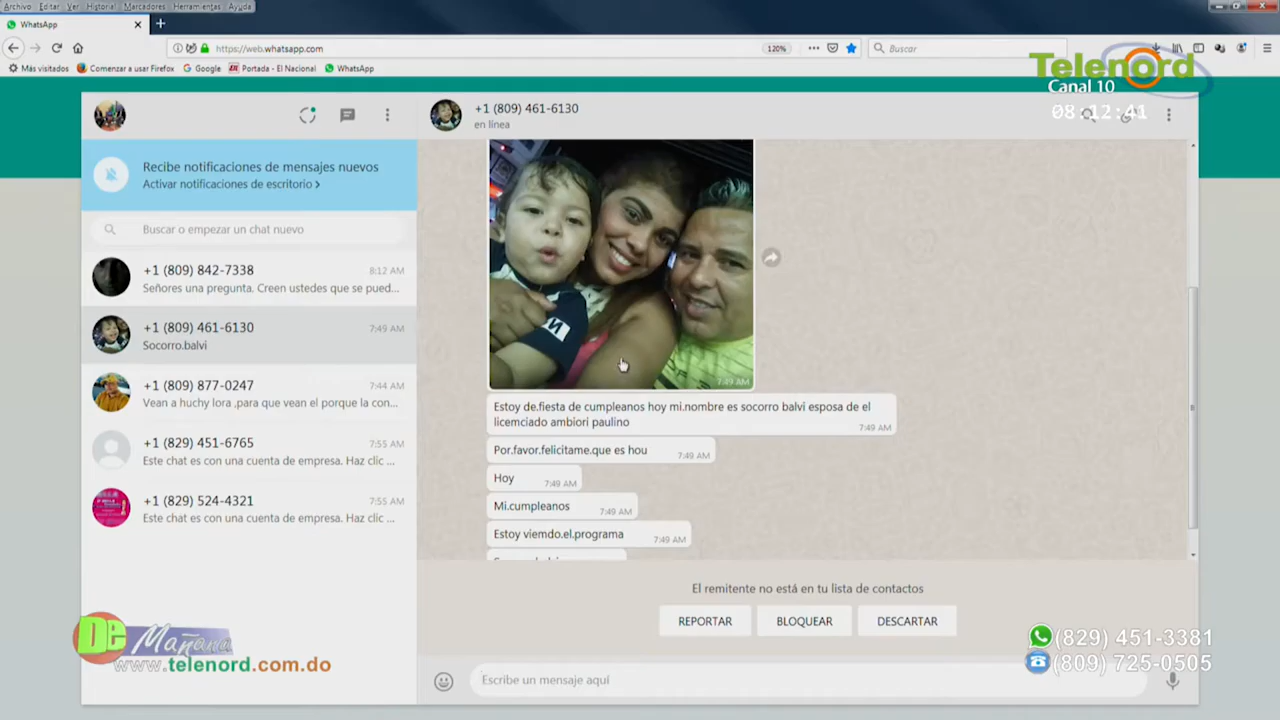 Archivo Editar Ver Historial Marcadores Herramientas Ayuda
WhatsApp
https://web.whatsapp.com
120%
Buscar
Más visitados
Comenzar a usar Firefox
Google
Portada - El Nacional
WhatsApp
Telenord
Canal 10
08:12:41
+1 (809) 461-6130
en línea
Recibe notificaciones de mensajes nuevos
Activar notificaciones de escritorio
Buscar o empezar un chat nuevo
+1 (809) 842-7338
8:12 AM
Señores una pregunta. Creen ustedes que se pued...
+1 (809) 461-6130
7:49 AM
Socorro.balvi
+1 (809) 877-0247
7:44 AM
Vean a huchy lora ,para que vean el porque la con...
+1 (829) 451-6765
7:55 AM
Este chat es con una cuenta de empresa. Haz clic ...
+1 (829) 524-4321
7:55 AM
Este chat es con una cuenta de empresa. Haz clic ...
7:49 AM
Estoy de.fiesta de cumpleanos hoy mi.nombre es socorro balvi esposa de el
licemciado ambiori paulino
7:49 AM
Por.favor.felicitame.que es hou
7:49 AM
Hoy
7:49 AM
Mi.cumpleanos
7:49 AM
Estoy viemdo.el.programa
7:49 AM
El remitente no está en tu lista de contactos
REPORTAR
BLOQUEAR
DESCARTAR
Escribe un mensaje aquí
De Mañana
www.telenord.com.do
(829) 451-3381
(809) 725-0505